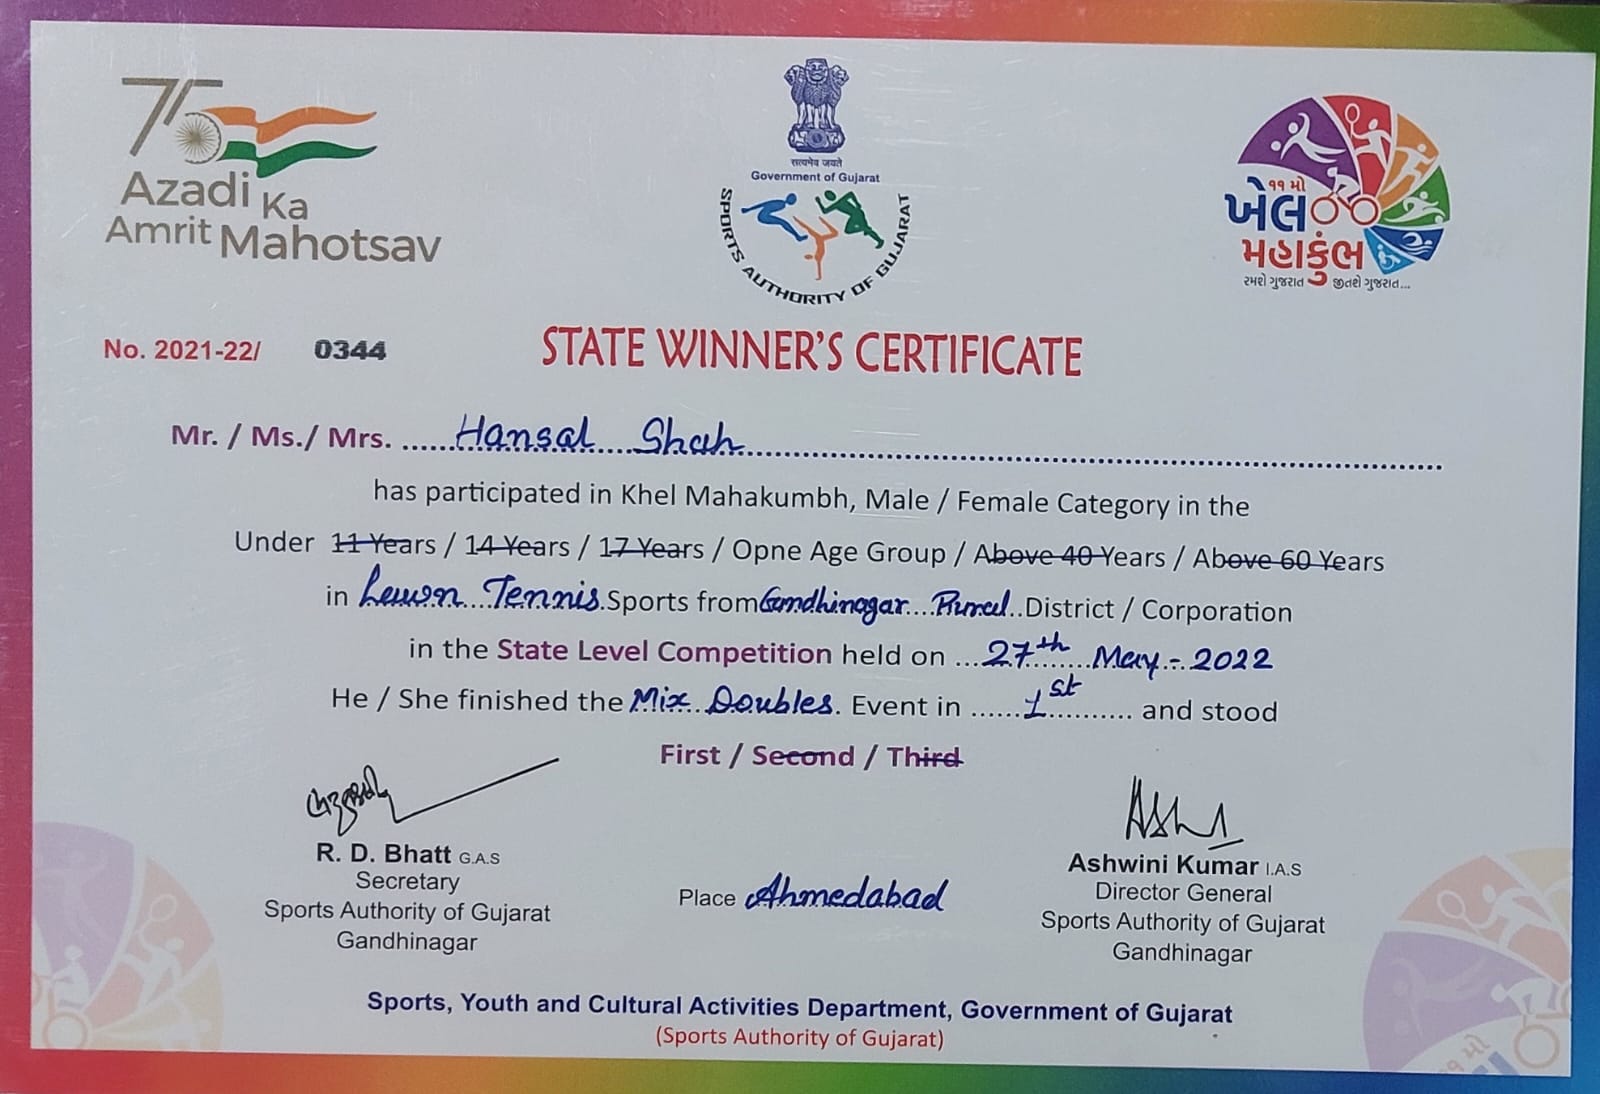 75
Azadi Ka
Amrit Mahotsav
सत्यमेव जयते
Government of Gujarat
SPORTS AUTHORITY OF GUJARAT
૧૧ મો
ખેલ
મહાકુંભ
રમશે ગુજરાત જીતશે ગુજરાત...
No. 2021-22/ 0344
STATE WINNER'S CERTIFICATE
Mr. / Ms./ Mrs. ......Hansal Shah......
has participated in Khel Mahakumbh, Male / Female Category in the
Under 11 Years / 14 Years / 17 Years / Opne Age Group / Above 40 Years / Above 60 Years
in Lewon Tennis.Sports from Gandhinagar....Rural..District / Corporation
in the State Level Competition held on ...27th........May.-.2022
He / She finished the Mix Doubles. Event in ......1st.......... and stood
First / Second / Third
R. D. Bhatt G.A.S
Secretary
Sports Authority of Gujarat
Gandhinagar
Place Ahmedabad
Ashwini Kumar I.A.S
Director General
Sports Authority of Gujarat
Gandhinagar
Sports, Youth and Cultural Activities Department, Government of Gujarat
(Sports Authority of Gujarat)
૧૧ મો